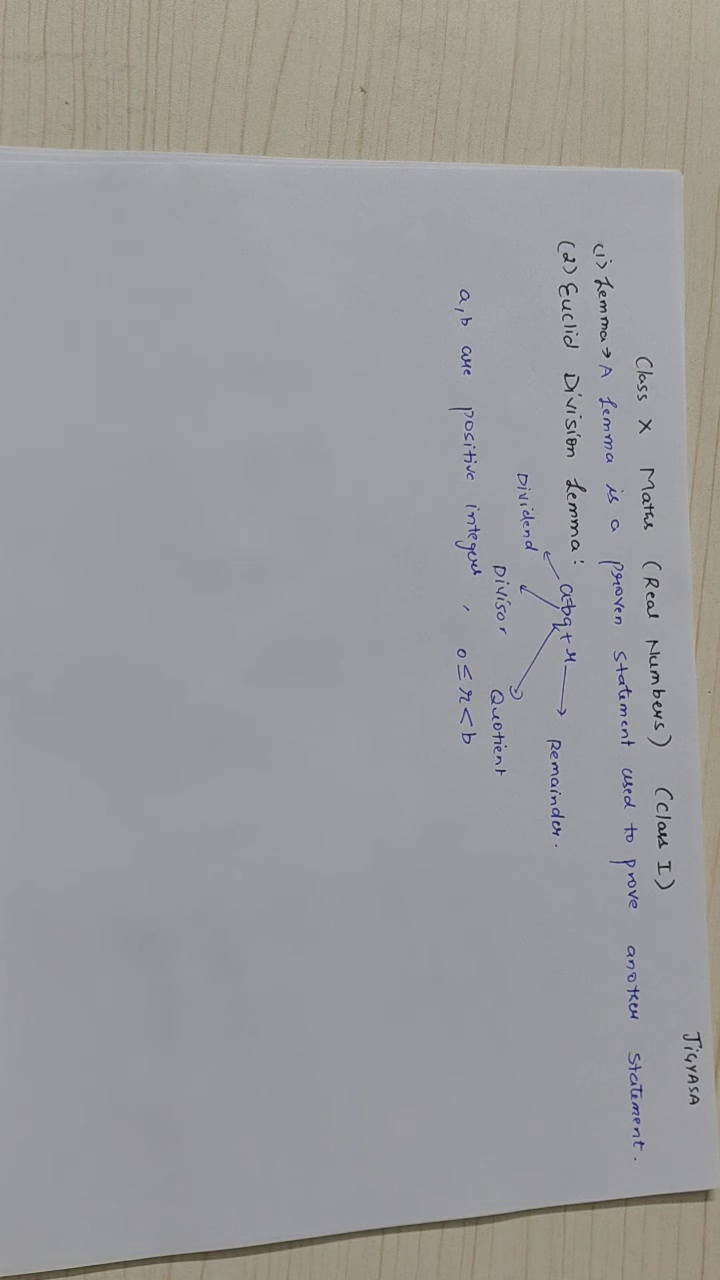 JIGYASA
Class X Maths (Real Numbers) (Class I)
(1) Lemma → A Lemma is a proven statement used to prove another statement.
(2) Euclid Division Lemma: a=bq+r → Remainder.
Dividend
Divisor
Quotient
a, b are positive integers, 0≤r<b